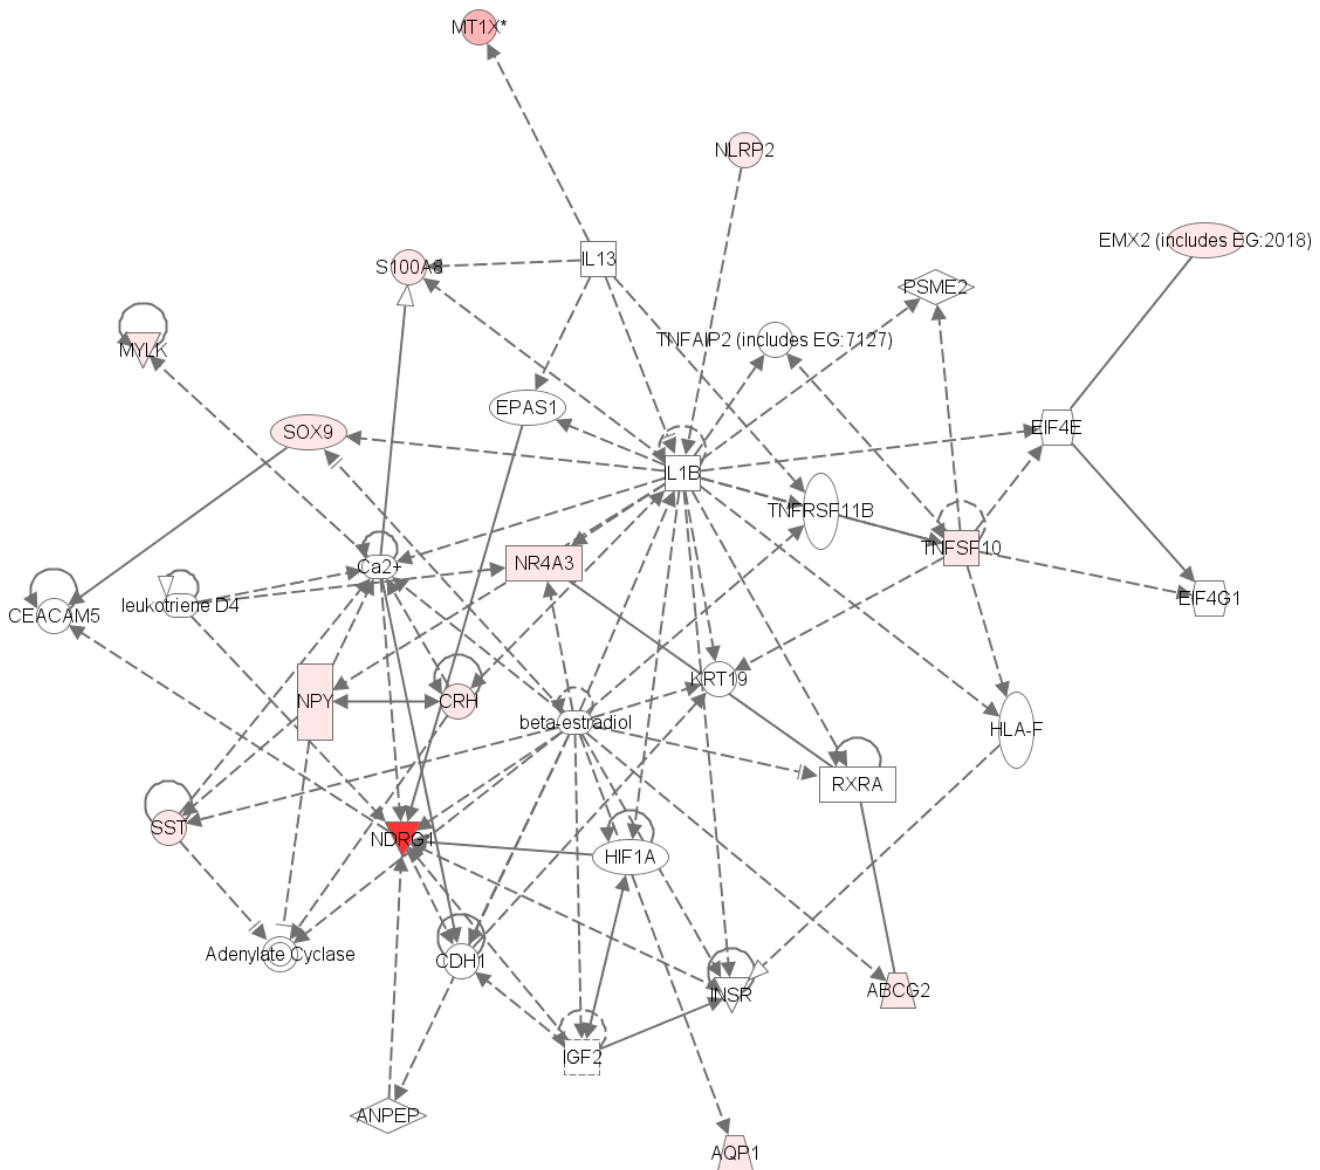 MT1X*
NLRP2
EMX2 (includes EG:2018)
IL13
S100A8
PSME2
TNFAIP2 (includes EG:7127)
MYLK
EPAS1
SOX9
EIF4E
IL1B
TNFRSF11B
TNFSF10
NR4A3
Ca2+
EIF4G1
leukotriene D4
CEACAM5
KRT19
NPY
CRH
beta-estradiol
HLA-F
RXRA
SST
NDRG1
HIF1A
Adenylate Cyclase
CDH1
INSR
ABCG2
IGF2
ANPEP
AQP1